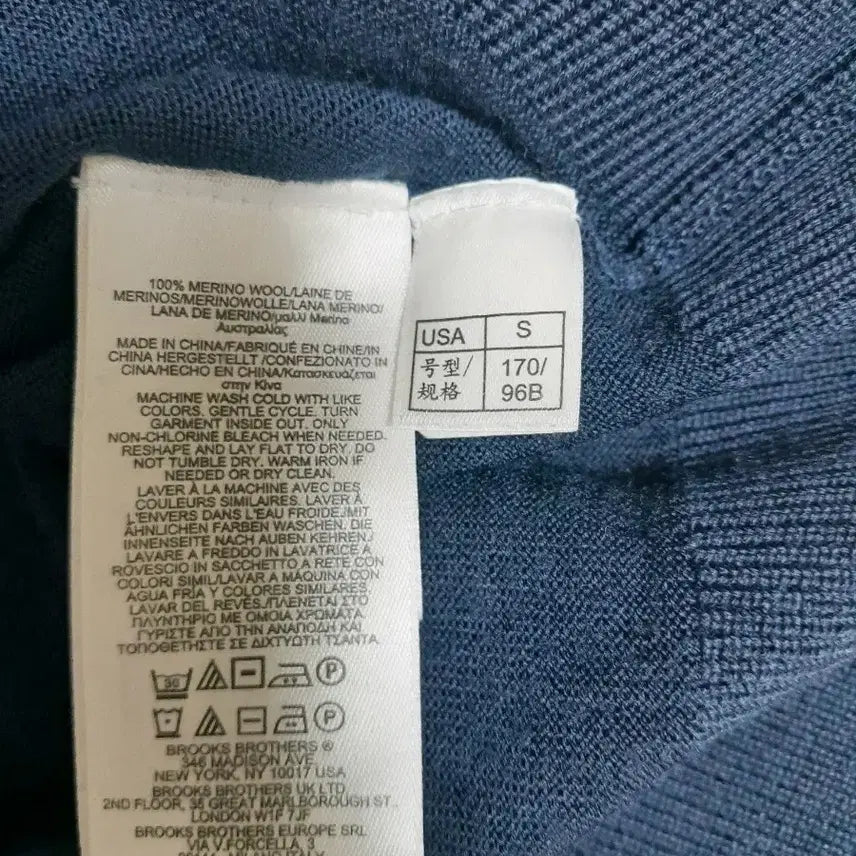 100% MERINO WOOL/LAINE DE
MERINOS/MERINOWOLLE/LANA MERINO/
LANA DE MERINO/μαλλί Merino
Αυστραλίας
MADE IN CHINA/FABRIQUÉ EN CHINE/IN
CHINA HERGESTELLT /CONFEZIONATO IN
CINA/HECHO EN CHINA/Κατασκευάζεται
στην Κίνα
MACHINE WASH COLD WITH LIKE
COLORS. GENTLE CYCLE. TURN
GARMENT INSIDE OUT. ONLY
NON-CHLORINE BLEACH WHEN NEEDED.
RESHAPE AND LAY FLAT TO DRY. DO
NOT TUMBLE DRY. WARM IRON IF
NEEDED OR DRY CLEAN.
LAVER À LA MACHINE AVEC DES
COULEURS SIMILAIRES. LAVER À
L'ENVERS DANS L'EAU FROIDE./MIT
ÄHNLICHEN FARBEN WASCHEN. DIE
INNENSEITE NACH AUßEN KEHREN./
LAVARE A FREDDO IN LAVATRICE A
ROVESCIO IN SACCHETTO A RETE CON
COLORI SIMIL/LAVAR A MAQUINA CON
AGUA FRÍA Y COLORES SIMILARES.
LAVAR DEL REVÉS./ΠΛΕΝΕΤΑΙ ΣΤΟ
ΠΛΥΝΤΗΡΙΟ ΜΕ ΟΜΟΙΑ ΧΡΩΜΑΤΑ.
ΓΥΡΙΣΤΕ ΑΠΟ ΤΗΝ ΑΝΑΠΟΔΗ ΚΑΙ
ΤΟΠΟΘΕΤΗΣΤΕ ΣΕ ΔΙΧΤΥΩΤΗ ΤΣΑΝΤΑ
30 P
P
BROOKS BROTHERS ®
346 MADISON AVE
NEW YORK, NY 10017 USA
BROOKS BROTHERS UK LTD
2ND FLOOR, 35 GREAT MARLBOROUGH ST.,
LONDON W1F 7JF
BROOKS BROTHERS EUROPE SRL
VIA V.FORCELLA, 3
USA S
号型/ 170/
规格 96B